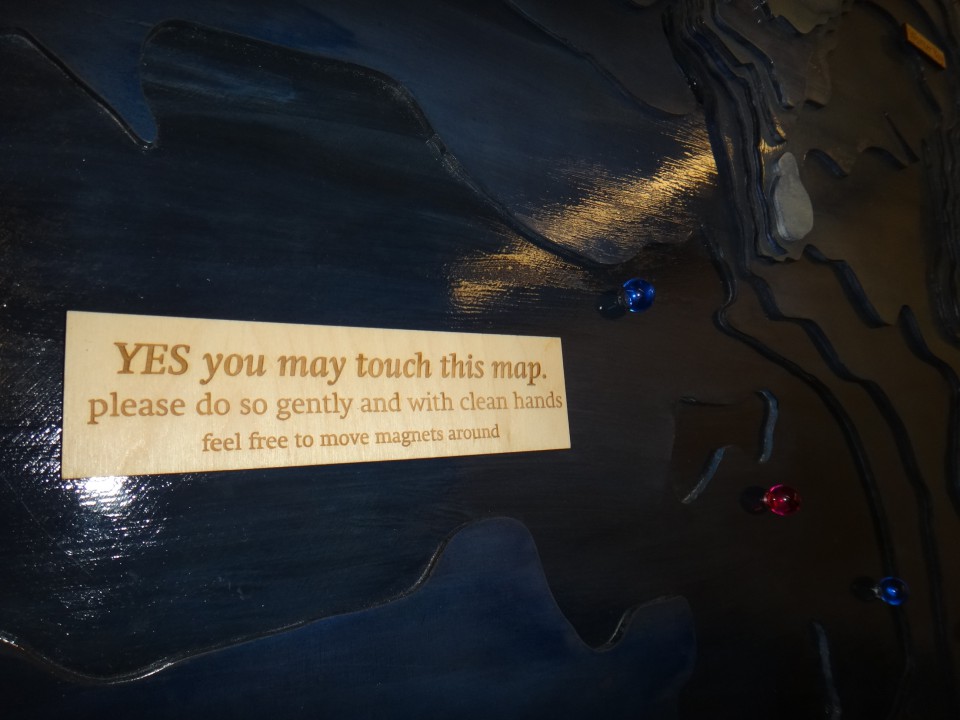 YES you may touch this map.
please do so gently and with clean hands
feel free to move magnets around